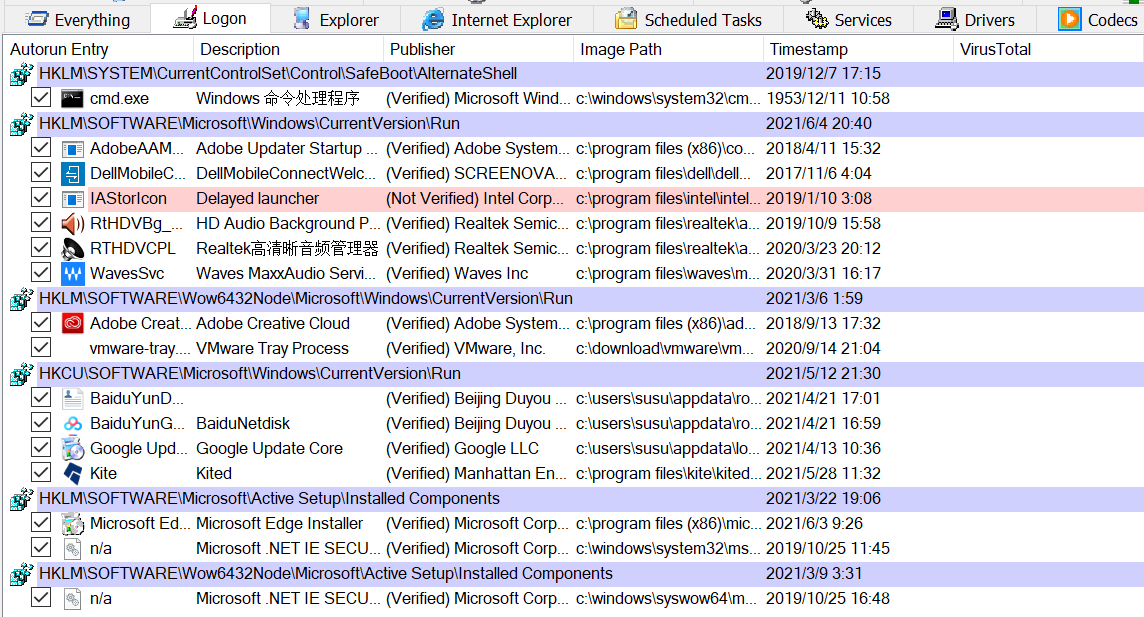 Everything Logon Explorer Internet Explorer Scheduled Tasks Services Drivers Codecs
Autorun Entry Description Publisher Image Path Timestamp VirusTotal
HKLM\SYSTEM\CurrentControlSet\Control\SafeBoot\AlternateShell 2019/12/7 17:15
cmd.exe Windows 命令处理程序 (Verified) Microsoft Wind... c:\windows\system32\cm... 1953/12/11 10:58
HKLM\SOFTWARE\Microsoft\Windows\CurrentVersion\Run 2021/6/4 20:40
AdobeAAM... Adobe Updater Startup ... (Verified) Adobe System... c:\program files (x86)\co... 2018/4/11 15:32
DellMobileC... DellMobileConnectWelc... (Verified) SCREENOVA... c:\program files\dell\dell... 2017/11/6 4:04
IAStorIcon Delayed launcher (Not Verified) Intel Corp... c:\program files\intel\intel... 2019/1/10 3:08
RtHDVBg_... HD Audio Background P... (Verified) Realtek Semic... c:\program files\realtek\a... 2019/10/9 15:58
RTHDVCPL Realtek高清晰音频管理器 (Verified) Realtek Semic... c:\program files\realtek\a... 2020/3/23 20:12
WavesSvc Waves MaxxAudio Servi... (Verified) Waves Inc c:\program files\waves\m... 2020/3/31 16:17
HKLM\SOFTWARE\Wow6432Node\Microsoft\Windows\CurrentVersion\Run 2021/3/6 1:59
Adobe Creat... Adobe Creative Cloud (Verified) Adobe System... c:\program files (x86)\ad... 2018/9/13 17:32
vmware-tray.... VMware Tray Process (Verified) VMware, Inc. c:\download\vmware\vm... 2020/9/14 21:04
HKCU\SOFTWARE\Microsoft\Windows\CurrentVersion\Run 2021/5/12 21:30
BaiduYunD... (Verified) Beijing Duyou ... c:\users\susu\appdata\ro... 2021/4/21 17:01
BaiduYunG... BaiduNetdisk (Verified) Beijing Duyou ... c:\users\susu\appdata\ro... 2021/4/21 16:59
Google Upd... Google Update Core (Verified) Google LLC c:\users\susu\appdata\lo... 2021/4/13 10:36
Kite Kited (Verified) Manhattan En... c:\program files\kite\kited... 2021/5/28 11:32
HKLM\SOFTWARE\Microsoft\Active Setup\Installed Components 2021/3/22 19:06
Microsoft Ed... Microsoft Edge Installer (Verified) Microsoft Corp... c:\program files (x86)\mic... 2021/6/3 9:26
n/a Microsoft .NET IE SECU... (Verified) Microsoft Corp... c:\windows\system32\ms... 2019/10/25 11:45
HKLM\SOFTWARE\Wow6432Node\Microsoft\Active Setup\Installed Components 2021/3/9 3:31
n/a Microsoft .NET IE SECU... (Verified) Microsoft Corp... c:\windows\syswow64\m... 2019/10/25 16:48